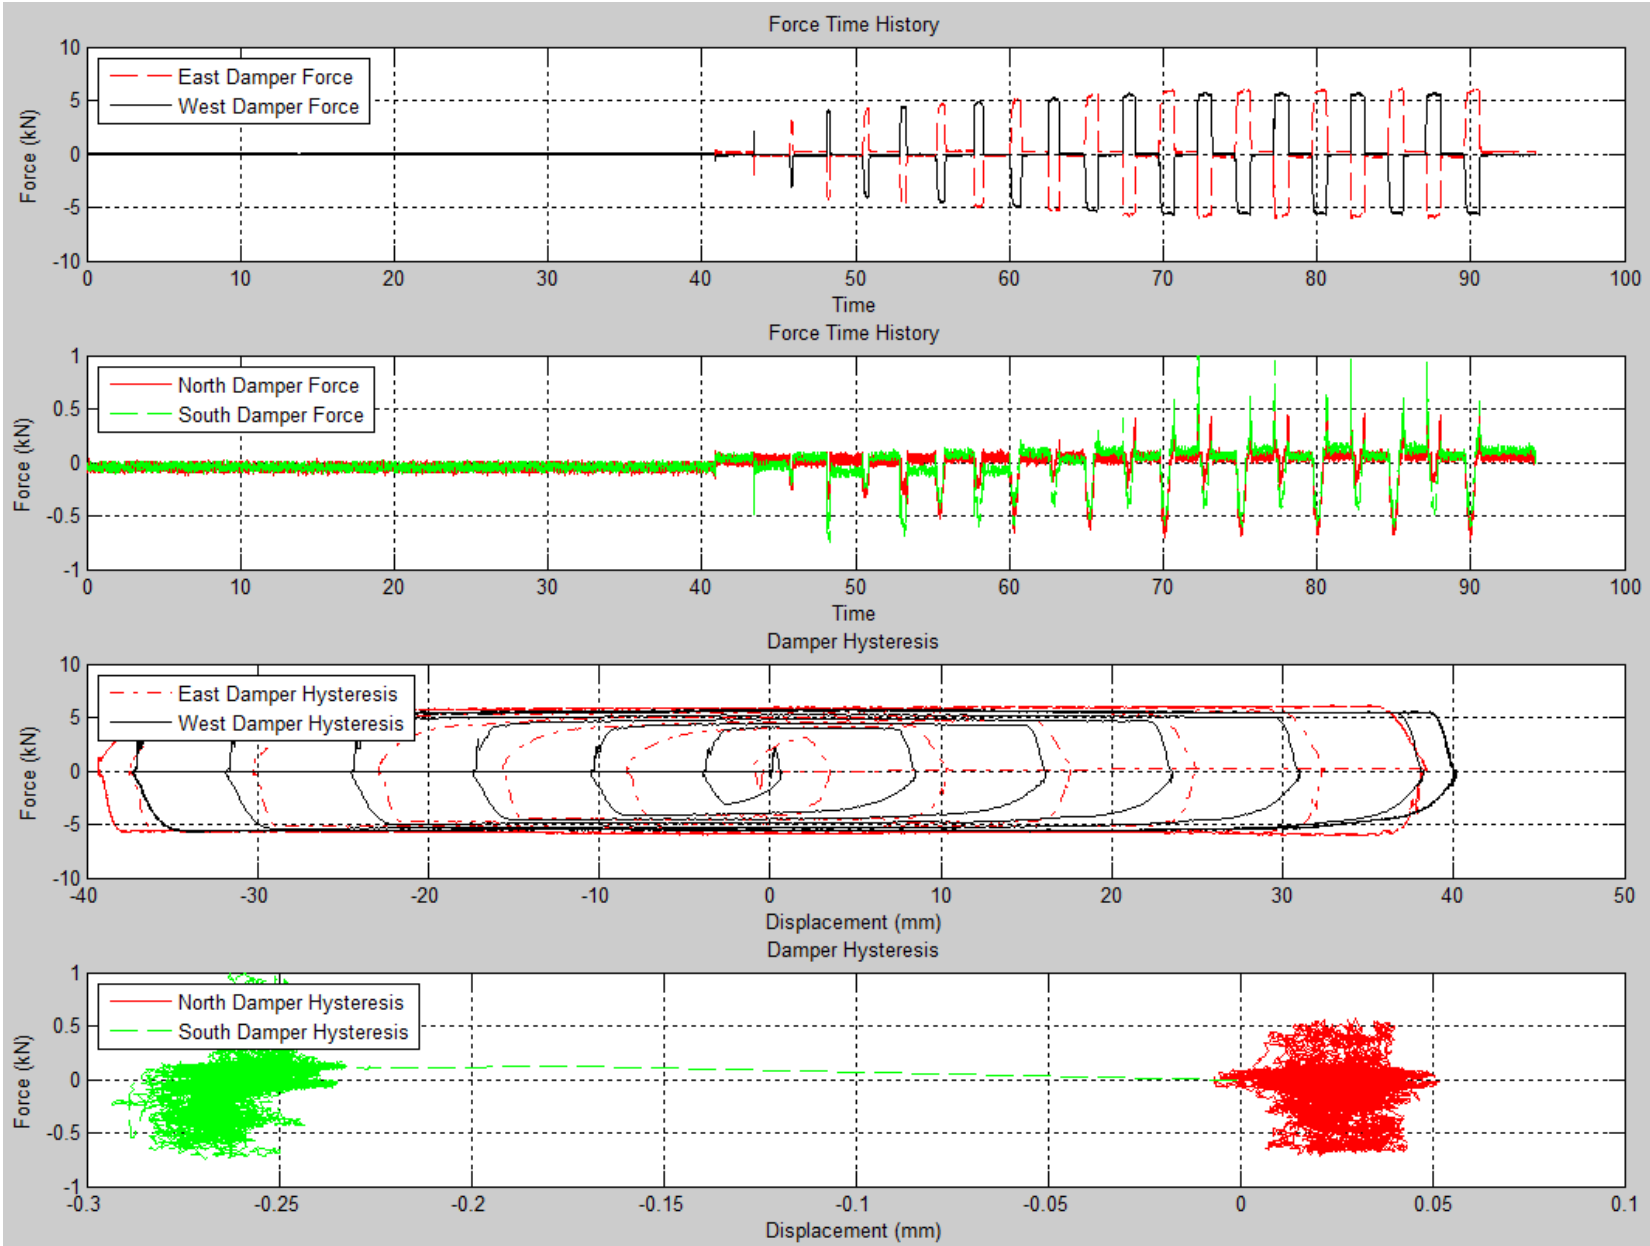 Force Time History
10
5
0
-5
-10
Force (kN)
East Damper Force
West Damper Force
0 10 20 30 40 50 60 70 80 90 100
Time
Force Time History
1
0.5
0
-0.5
-1
Force (kN)
North Damper Force
South Damper Force
0 10 20 30 40 50 60 70 80 90 100
Time
Damper Hysteresis
10
5
0
-5
-10
Force (kN)
East Damper Hysteresis
West Damper Hysteresis
-40 -30 -20 -10 0 10 20 30 40 50
Displacement (mm)
Damper Hysteresis
1
0.5
0
-0.5
-1
Force (kN)
North Damper Hysteresis
South Damper Hysteresis
-0.3 -0.25 -0.2 -0.15 -0.1 -0.05 0 0.05 0.1
Displacement (mm)